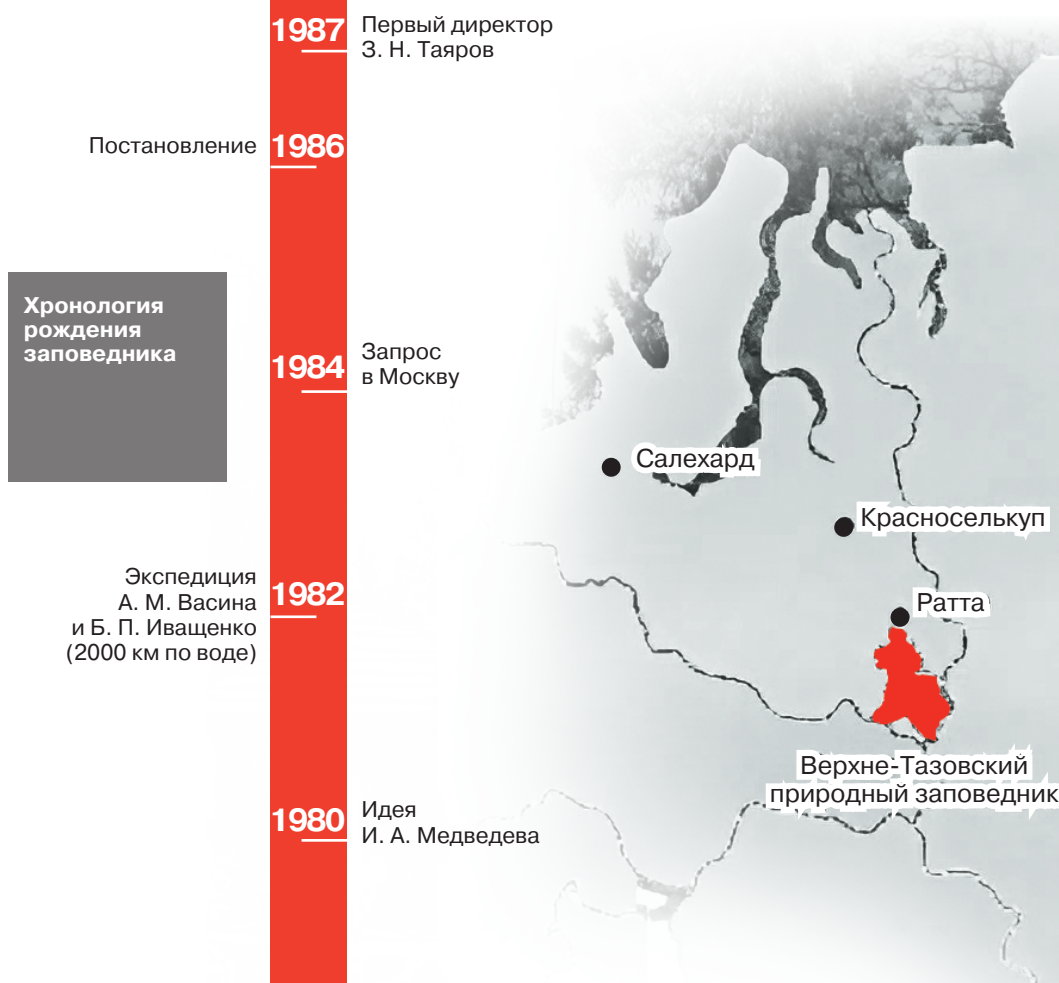 1987
Первый директор
З. Н. Таяров
Постановление
1986
Хронология
рождения
заповедника
1984
Запрос
в Москву
Салехард
Красноселькуп
Экспедиция
А. М. Васина
и Б. П. Иващенко
(2000 км по воде)
1982
Ратта
Верхне-Тазовский
природный заповедник
1980
Идея
И. А. Медведева